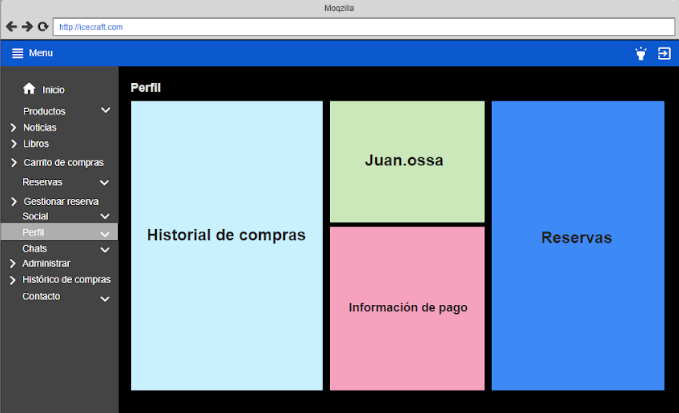 Moqzilla
http://icecraft.com
Menu
Inicio
Productos
Noticias
Libros
Carrito de compras
Reservas
Gestionar reserva
Social
Perfil
Chats
Administrar
Histórico de compras
Contacto
Perfil
Historial de compras
Juan.ossa
Información de pago
Reservas